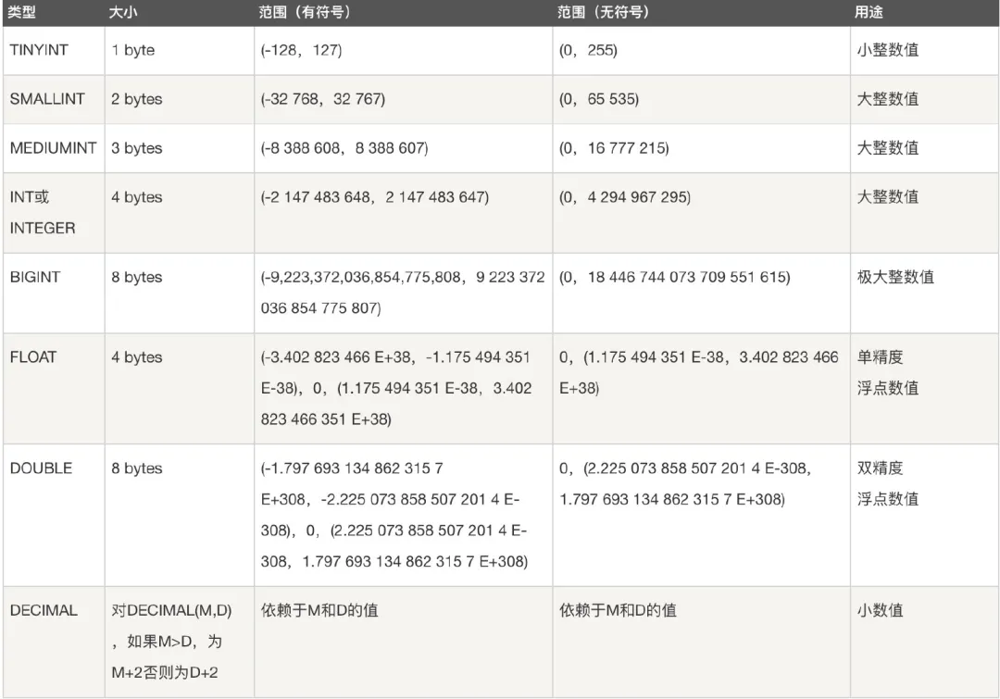 类型 大小 范围（有符号） 范围（无符号） 用途
TINYINT 1 byte (-128，127) (0，255) 小整数值
SMALLINT 2 bytes (-32 768，32 767) (0，65 535) 大整数值
MEDIUMINT 3 bytes (-8 388 608，8 388 607) (0，16 777 215) 大整数值
INT或 4 bytes (-2 147 483 648，2 147 483 647) (0，4 294 967 295) 大整数值
INTEGER
BIGINT 8 bytes (-9,223,372,036,854,775,808，9 223 372 (0，18 446 744 073 709 551 615) 极大整数值
036 854 775 807)
FLOAT 4 bytes (-3.402 823 466 E+38，-1.175 494 351 0，(1.175 494 351 E-38，3.402 823 466 单精度
E-38)，0，(1.175 494 351 E-38，3.402 E+38) 浮点数值
823 466 351 E+38)
DOUBLE 8 bytes (-1.797 693 134 862 315 7 0，(2.225 073 858 507 201 4 E-308， 双精度
E+308，-2.225 073 858 507 201 4 E- 1.797 693 134 862 315 7 E+308) 浮点数值
308)，0，(2.225 073 858 507 201 4 E-
308，1.797 693 134 862 315 7 E+308)
DECIMAL 对DECIMAL(M,D) 依赖于M和D的值 依赖于M和D的值 小数值
，如果M>D，为
M+2否则为D+2